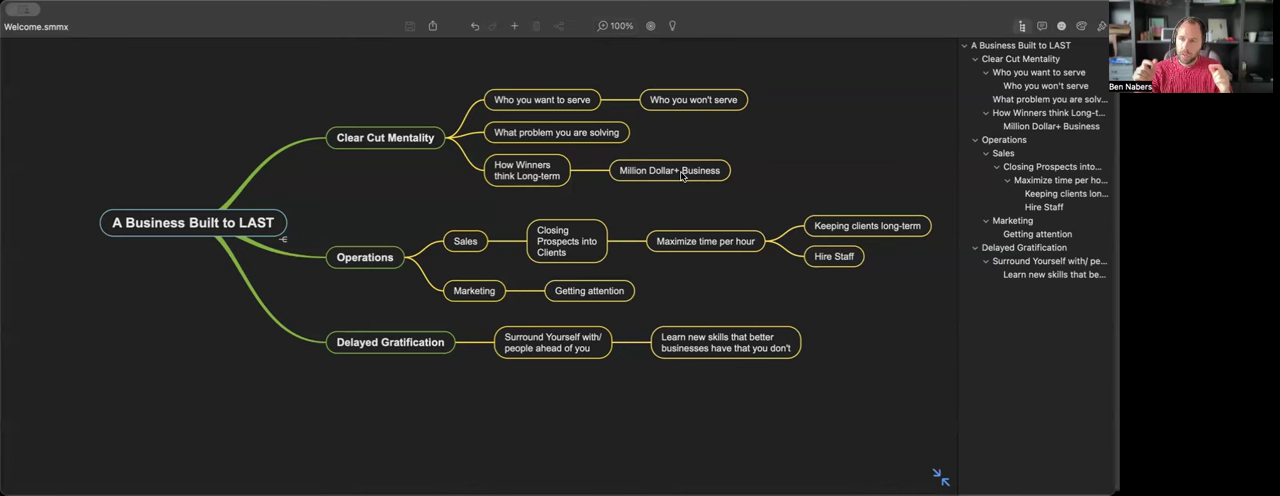 Welcome.smmx
100%
A Business Built to LAST
Clear Cut Mentality
Who you want to serve
Who you won't serve
What problem you are solving
How Winners
think Long-term
Million Dollar+ Business
Operations
Sales
Closing
Prospects into
Clients
Maximize time per hour
Keeping clients long-term
Hire Staff
Marketing
Getting attention
Delayed Gratification
Surround Yourself with/
people ahead of you
Learn new skills that better
businesses have that you don't
A Business Built to LAST
Clear Cut Mentality
Who you want to serve
Who you won't serve
What problem you are solv...
How Winners think Long-t...
Million Dollar+ Business
Operations
Sales
Closing Prospects into...
Maximize time per ho...
Keeping clients lon...
Hire Staff
Marketing
Getting attention
Delayed Gratification
Surround Yourself with/ pe...
Learn new skills that be...
Ben Nabers